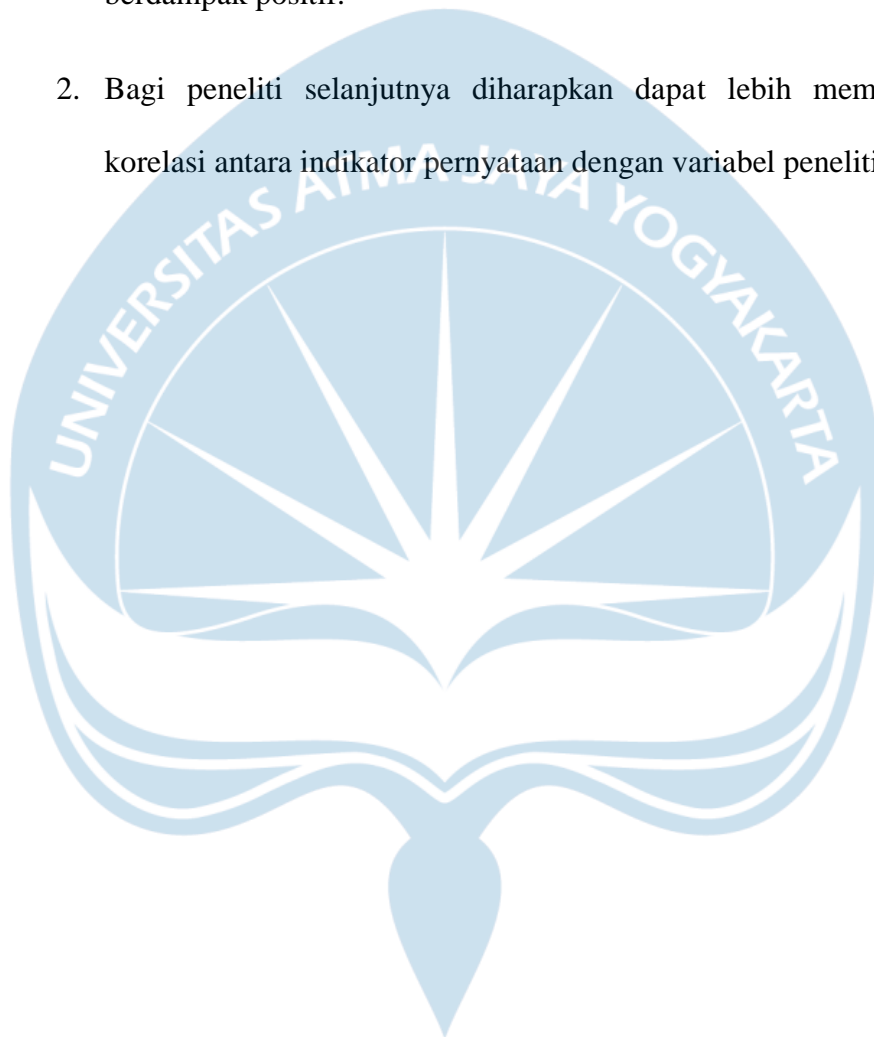 berdampak positif.
2. Bagi peneliti selanjutnya diharapkan dapat lebih mem
korelasi antara indikator pernyataan dengan variabel peneliti
UNIVERSITAS ATMA JAYA YOGYAKARTA